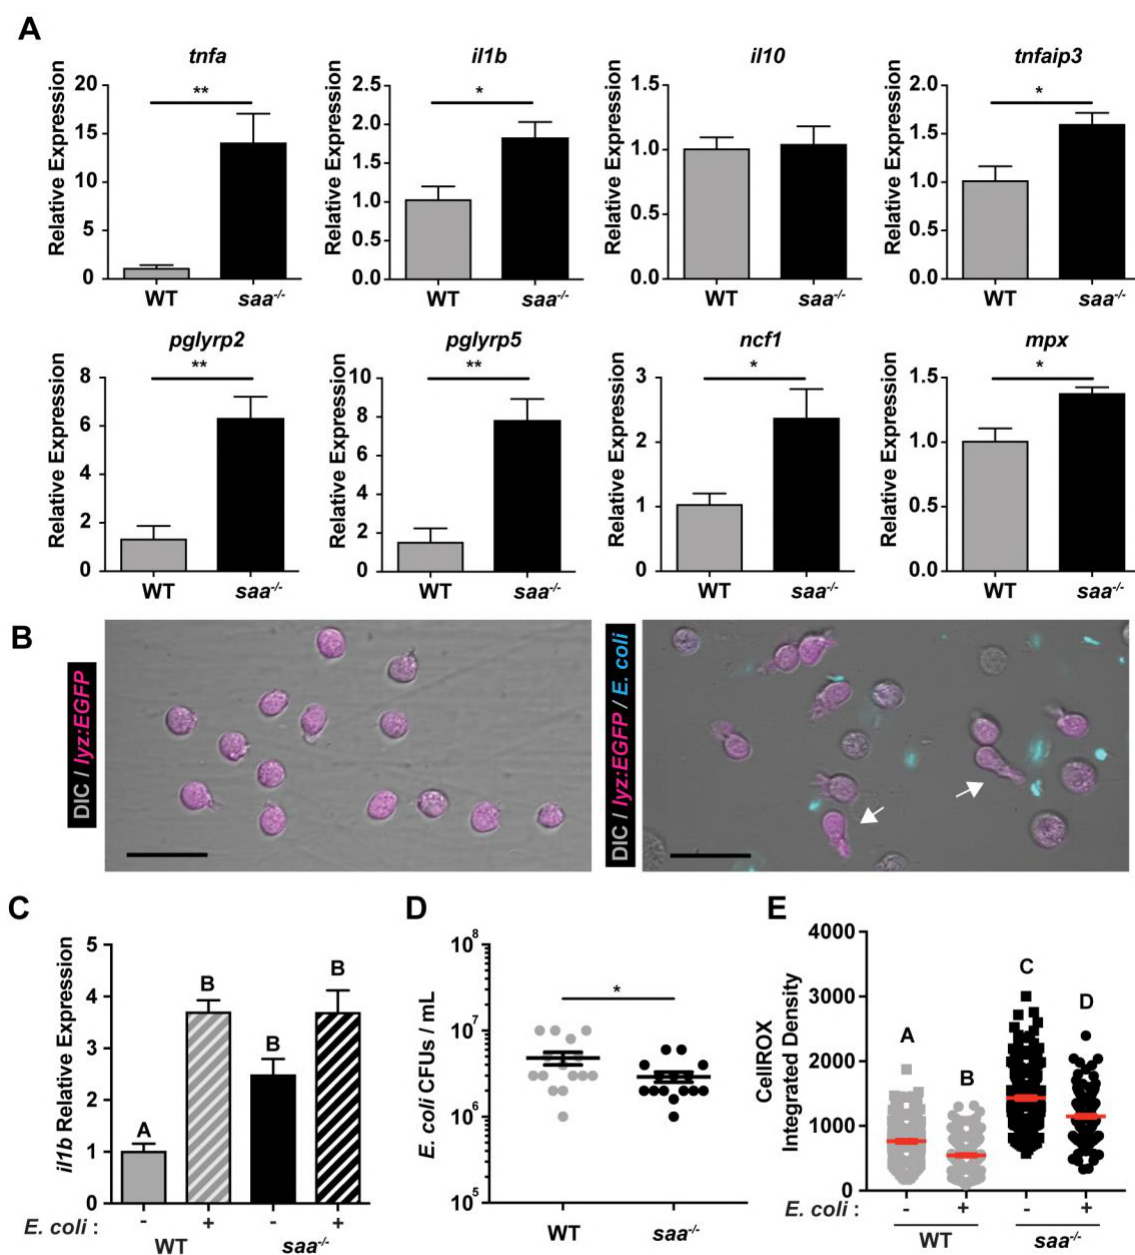 A
tnfa
il1b
il10
tnfaip3
Relative Expression
20
15
10
5
0
**
WT
saa-/-
Relative Expression
2.5
2.0
1.5
1.0
0.5
0.0
*
WT
saa-/-
Relative Expression
1.5
1.0
0.5
0.0
WT
saa-/-
Relative Expression
2.0
1.5
1.0
0.5
0.0
*
WT
saa-/-
pglyrp2
pglyrp5
ncf1
mpx
Relative Expression
8
6
4
2
0
**
WT
saa-/-
Relative Expression
10
8
6
4
2
0
**
WT
saa-/-
Relative Expression
3
2
1
0
*
WT
saa-/-
Relative Expression
1.5
1.0
1.5
0.0
*
WT
saa-/-
B
DIC / lyz:EGFP
DIC / lyz:EGFP / E. coli
C
il1b Relative Expression
5
4
3
2
1
0
A
B
B
B
E. coli : - + - +
WT
saa-/-
D
E. coli CFUs / mL
10^8
10^7
10^6
10^5
*
WT
saa-/-
E
CellROX
Integrated Density
4000
3000
2000
1000
0
A
B
C
D
E. coli : - + - +
WT
saa-/-